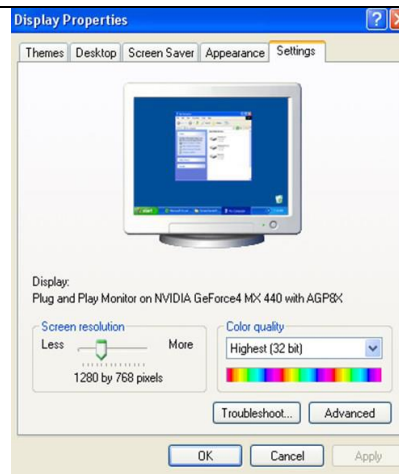 Display Properties
Themes Desktop Screen Saver Appearance Settings
start
Display:
Plug and Play Monitor on NVIDIA GeForce4 MX 440 with AGP8X
Screen resolution
Less More
1280 by 768 pixels
Color quality
Highest (32 bit)
Troubleshoot... Advanced
OK Cancel Apply